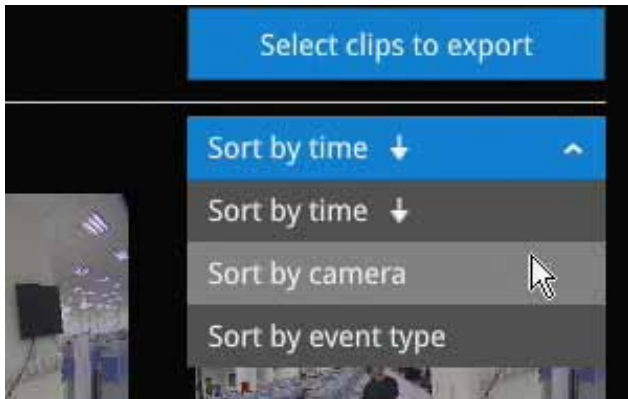 Select clips to export
Sort by time ↓
Sort by time ↓
Sort by camera
Sort by event type